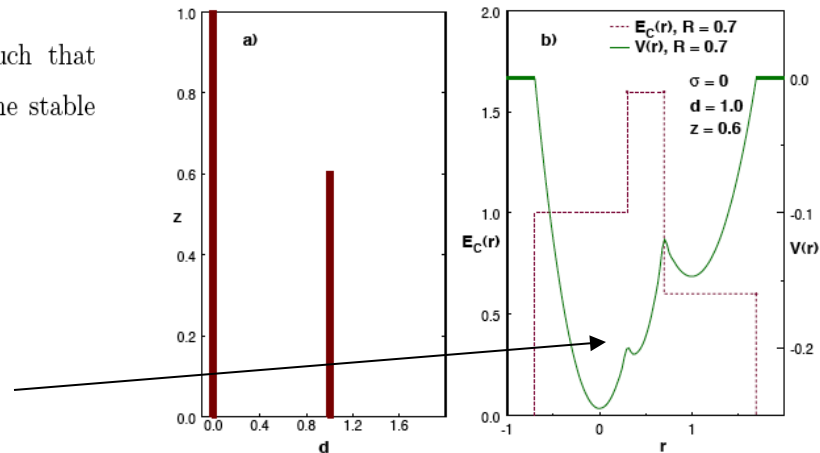 uch that
ne stable
a)
1.0
0.8
0.6
z
0.4
0.2
0.0
0.0 0.4 0.8 1.2 1.6
d
b)
E_C(r), R = 0.7
V(r), R = 0.7
σ = 0
d = 1.0
z = 0.6
2.0
1.5
1.0
E_C(r)
0.5
0.0
-1 0 1
r
0.0
-0.1
V(r)
-0.2